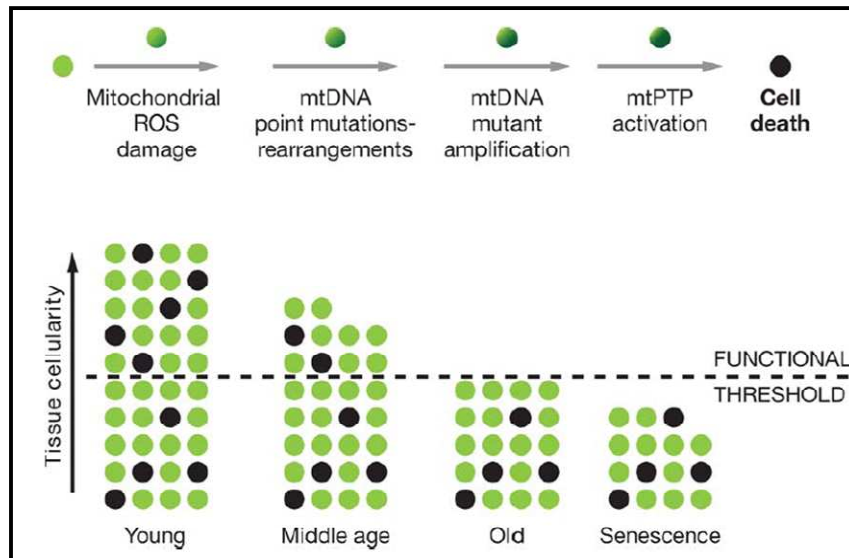 Mitochondrial
ROS
damage
mtDNA
point mutations-
rearrangements
mtDNA
mutant
amplification
mtPTP
activation
Cell
death
Tissue cellularity
FUNCTIONAL
THRESHOLD
Young
Middle age
Old
Senescence